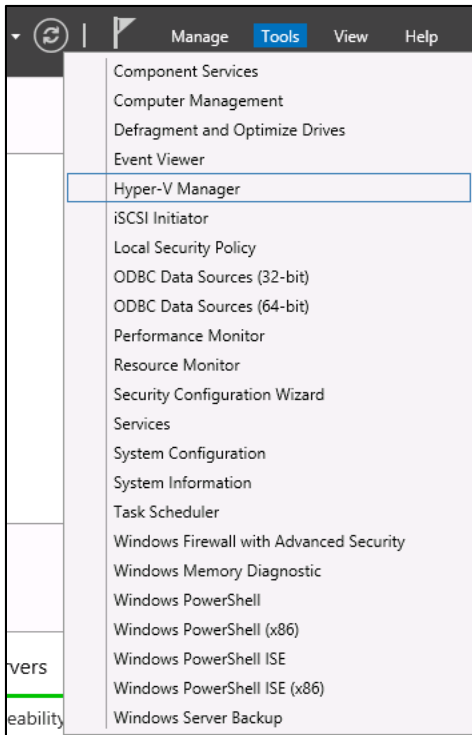 Manage Tools View Help
Component Services
Computer Management
Defragment and Optimize Drives
Event Viewer
Hyper-V Manager
iSCSI Initiator
Local Security Policy
ODBC Data Sources (32-bit)
ODBC Data Sources (64-bit)
Performance Monitor
Resource Monitor
Security Configuration Wizard
Services
System Configuration
System Information
Task Scheduler
Windows Firewall with Advanced Security
Windows Memory Diagnostic
Windows PowerShell
Windows PowerShell (x86)
Windows PowerShell ISE
Windows PowerShell ISE (x86)
Windows Server Backup
vers
eability